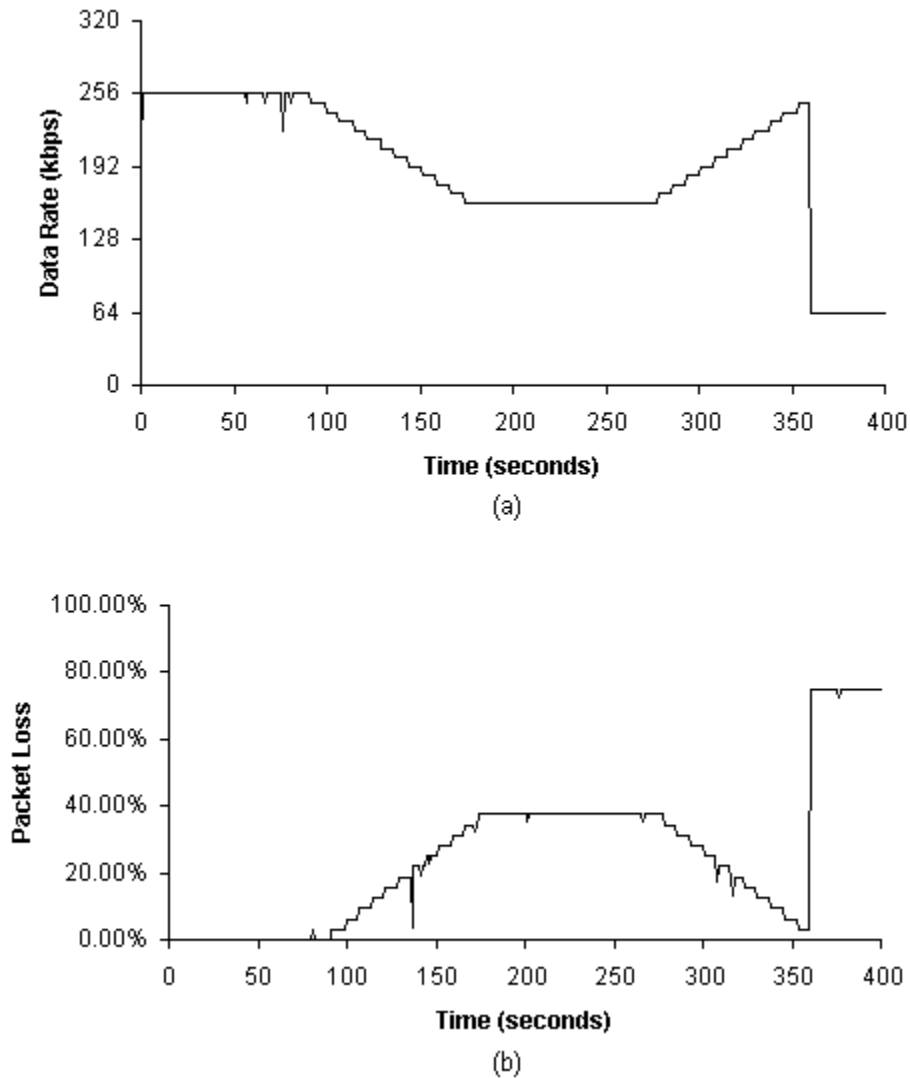 320
256
192
128
64
0
Data Rate (kbps)
0 50 100 150 200 250 300 350 400
Time (seconds)
(a)
100.00%
80.00%
60.00%
40.00%
20.00%
0.00%
Packet Loss
0 50 100 150 200 250 300 350 400
Time (seconds)
(b)